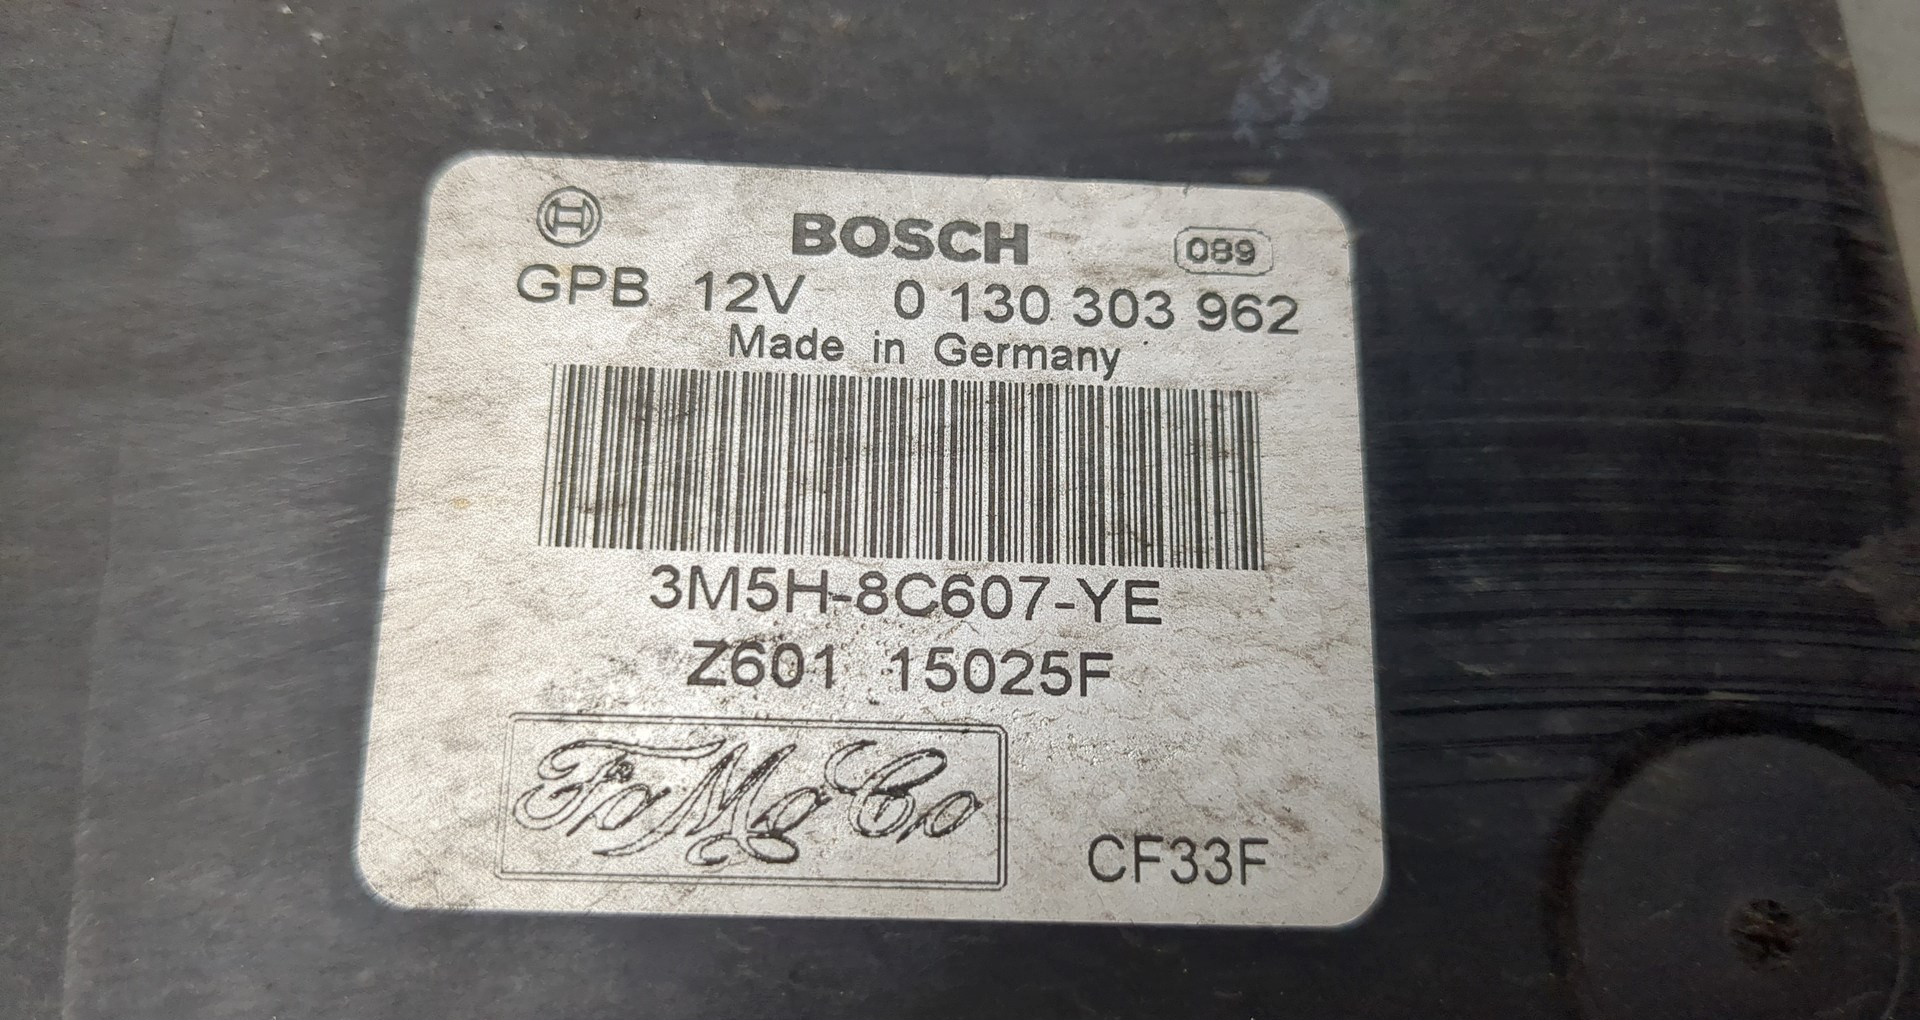 BOSCH 089
GPB 12V 0 130 303 962
Made in Germany
3M5H-8C607-YE
Z601 15025F
FoMoCo
CF33F